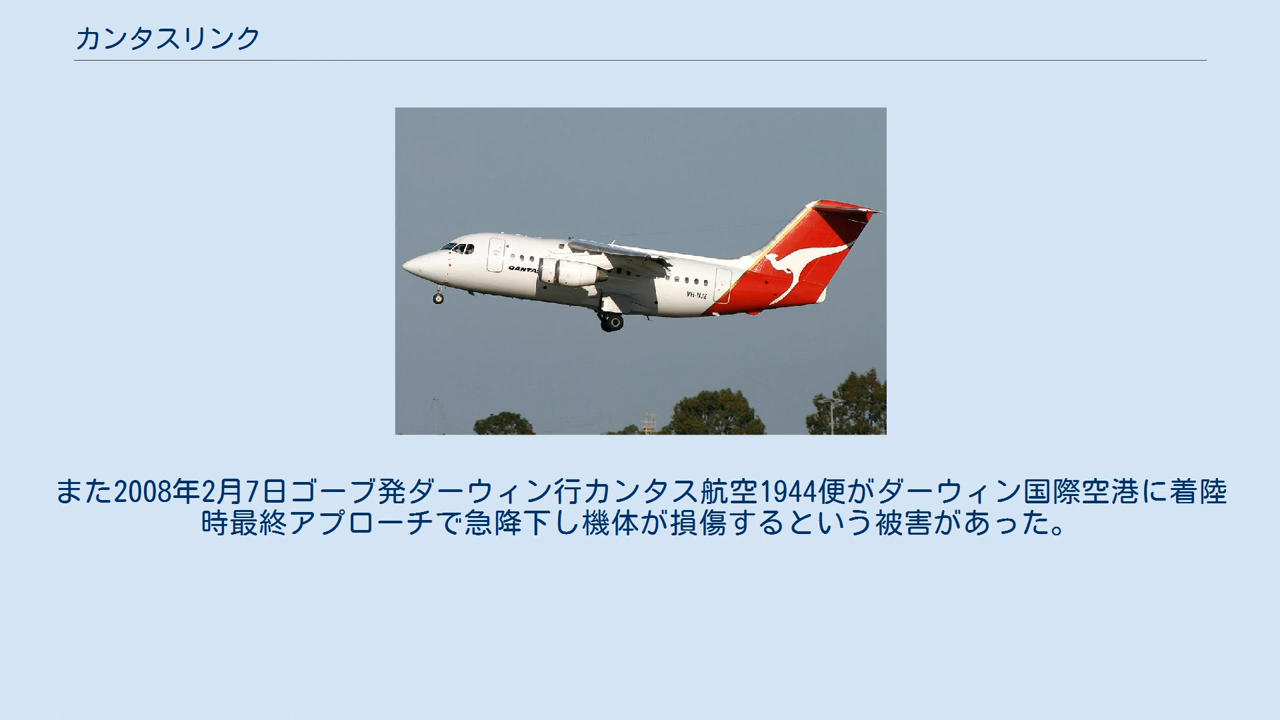 カンタスリンク
QANTAS
また2008年2月7日ゴーブ発ダーウィン行カンタス航空1944便がダーウィン国際空港に着陸
時最終アプローチで急降下し機体が損傷するという被害があった。